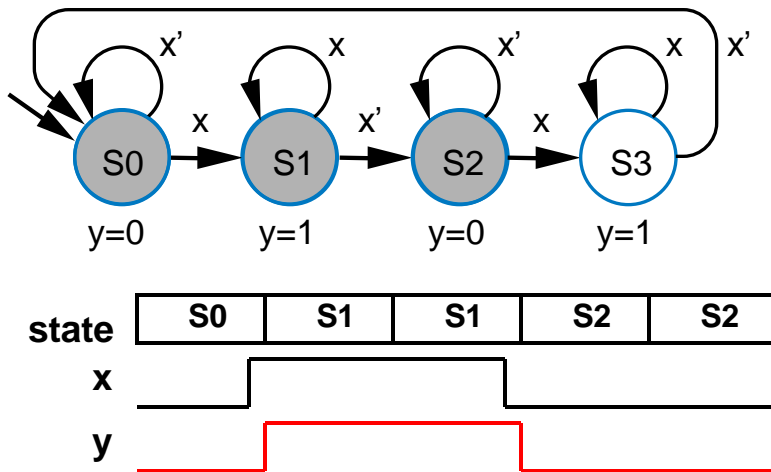 x’ x x’ x x’
x x’ x
S0 S1 S2 S3
y=0 y=1 y=0 y=1
state S0 S1 S1 S2 S2
x
y